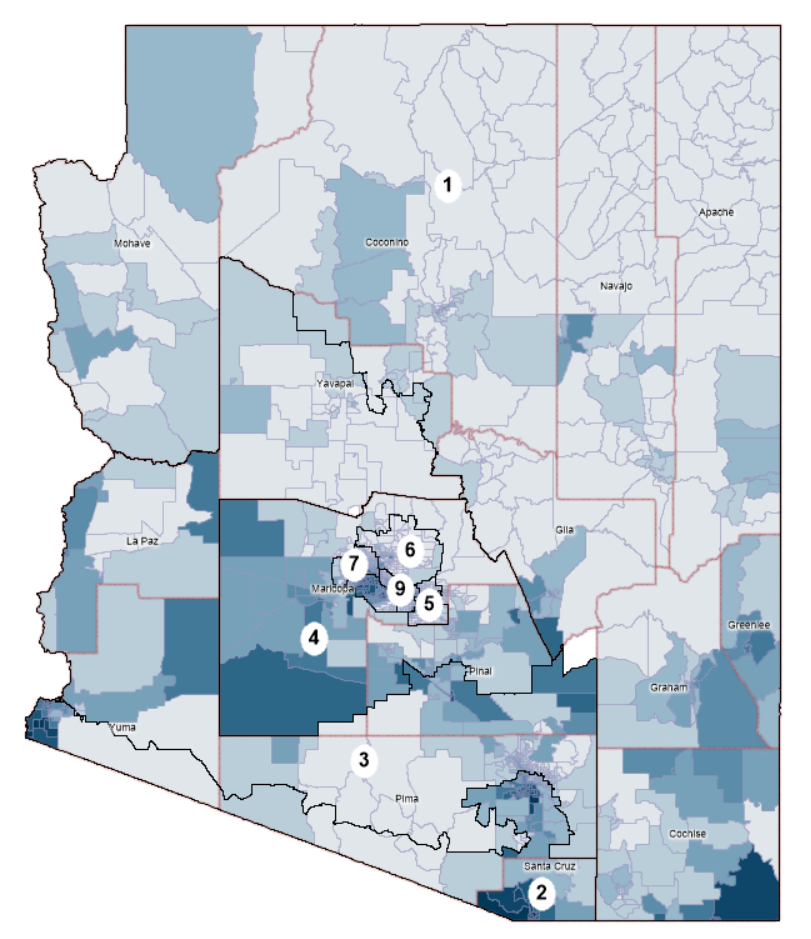 1
Apache
Mohave
Coconino
Navajo
Yavapai
Gila
La Paz
6
7
Maricopa
9
5
4
Greenlee
Pinal
Graham
Yuma
3
Pima
Cochise
Santa Cruz
2